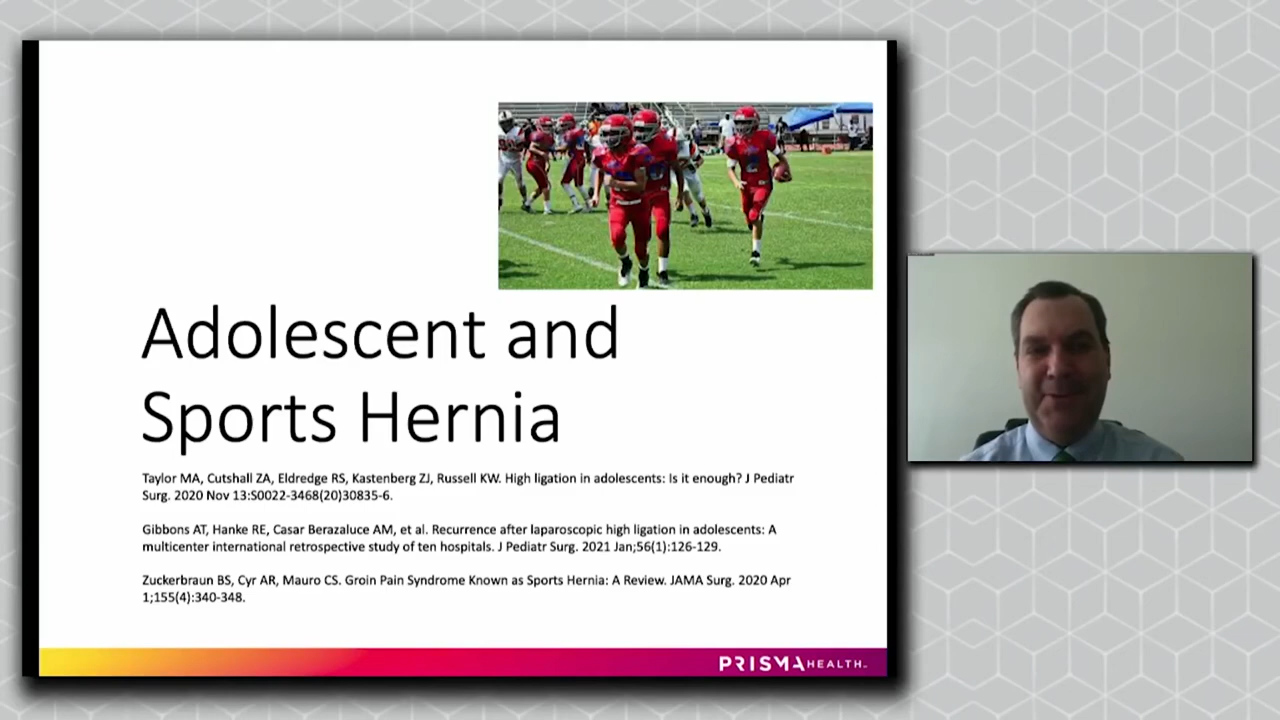 Adolescent and
Sports Hernia
Taylor MA, Cutshall ZA, Eldredge RS, Kastenberg ZJ, Russell KW. High ligation in adolescents: Is it enough? J Pediatr
Surg. 2020 Nov 13:S0022-3468(20)30835-6.
Gibbons AT, Hanke RE, Casar Berazaluce AM, et al. Recurrence after laparoscopic high ligation in adolescents: A
multicenter international retrospective study of ten hospitals. J Pediatr Surg. 2021 Jan;56(1):126-129.
Zuckerbraun BS, Cyr AR, Mauro CS. Groin Pain Syndrome Known as Sports Hernia: A Review. JAMA Surg. 2020 Apr
1;155(4):340-348.
PRISMA HEALTH